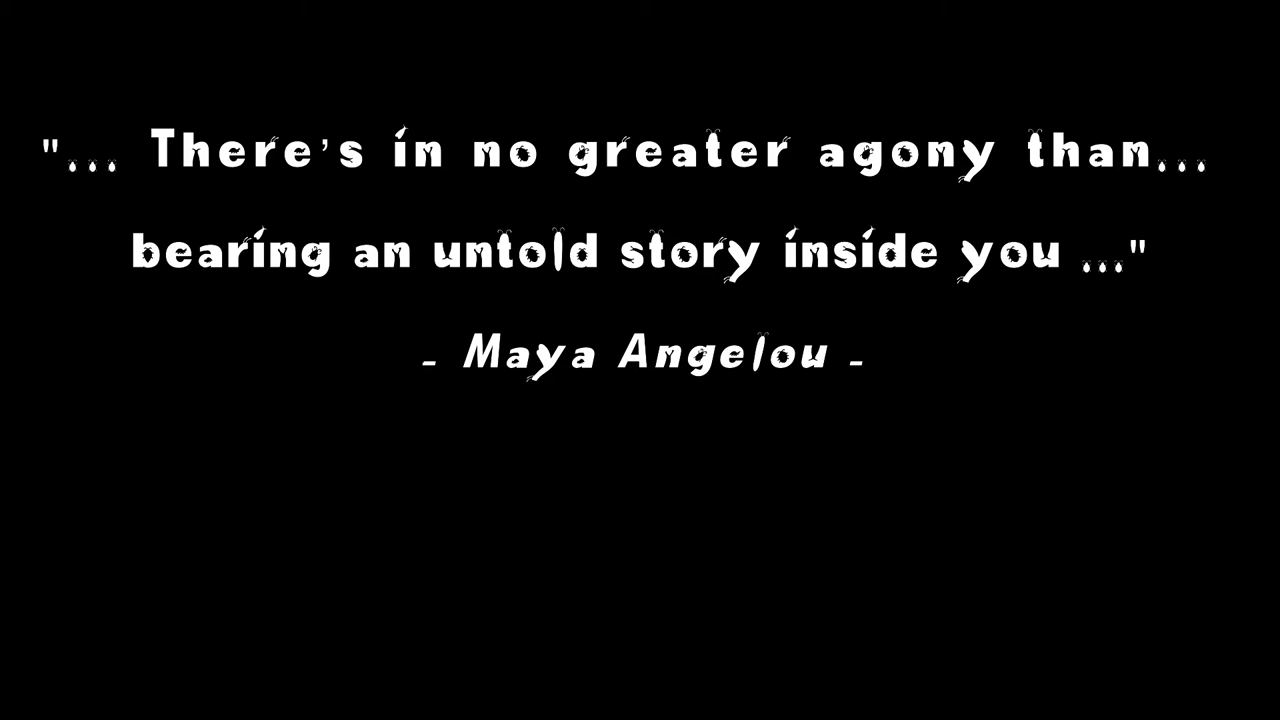 "... There's in no greater agony than...
bearing an untold story inside you ..."
- Maya Angelou -